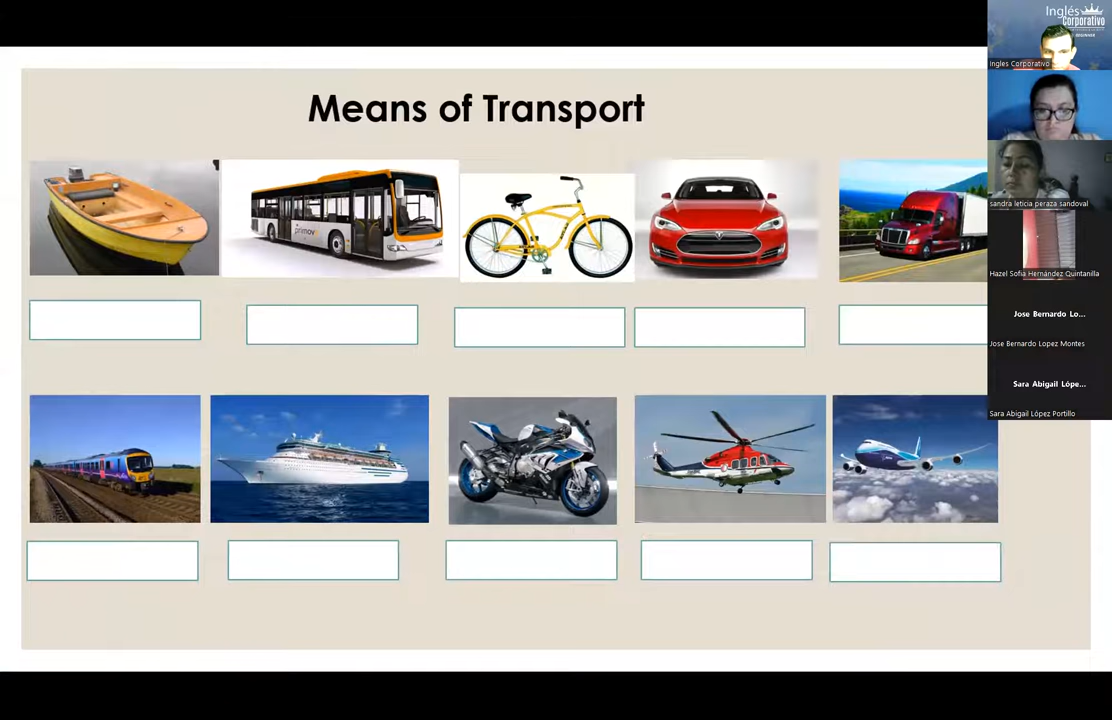 Means of Transport
primove
Inglés
Corporativo
BEGINNER
Ingles Corporativo
sandra leticia peraza sandoval
Hazel Sofia Hernández Quintanilla
Jose Bernardo Lo...
Jose Bernardo Lopez Montes
Sara Abigail Lópe...
Sara Abigail López Portillo